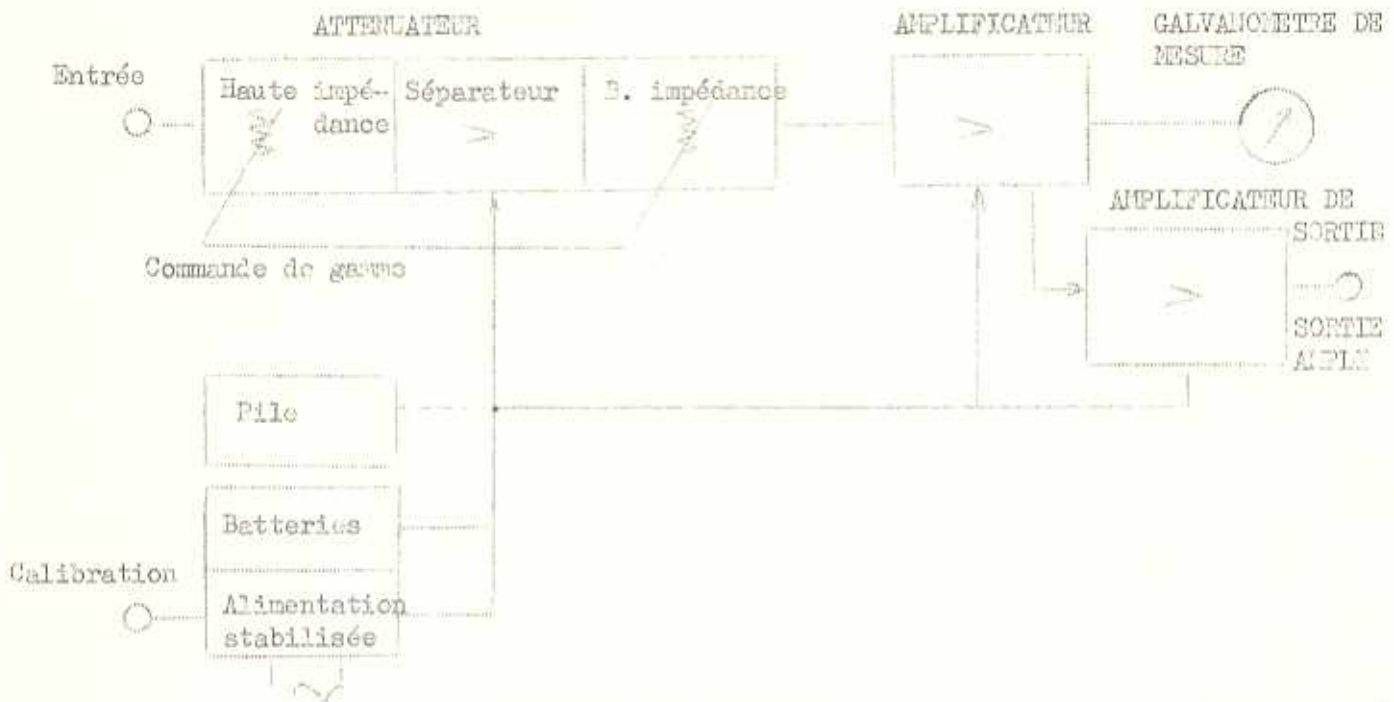 ATTENUATEUR
AMPLIFICATEUR
GALVANOMETRE DE
MESURE
Entrée
Haute impé-
dance
Séparateur
B. impédance
AMPLIFICATEUR DE
SORTIE
Commande de gamme
SORTIE
AMPLI
Pile
Batteries
Calibration
Alimentation
stabilisée